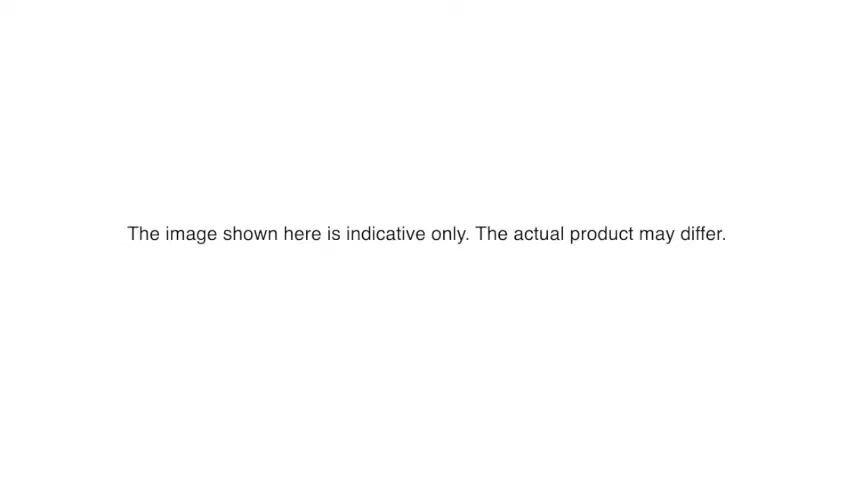 The image shown here is indicative only. The actual product may differ.